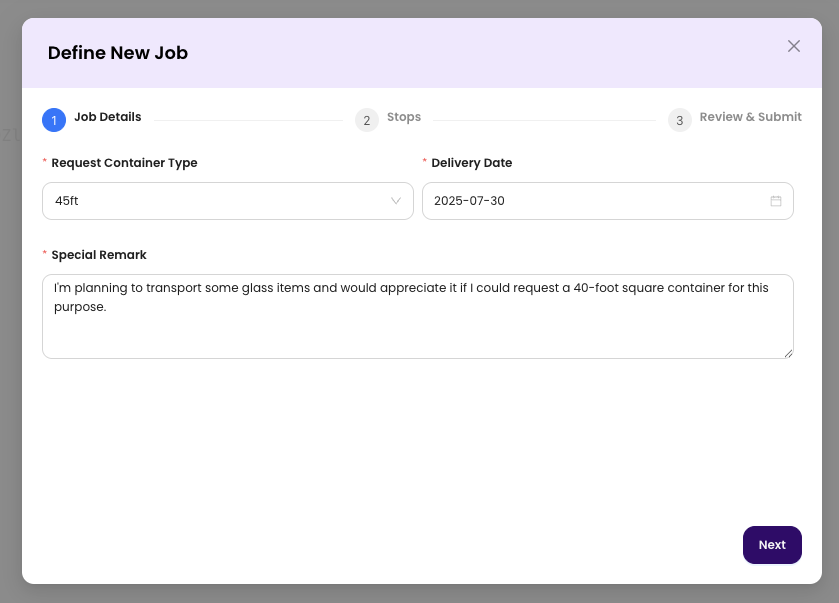 Define New Job
1 Job Details
2 Stops
3 Review & Submit
* Request Container Type
* Delivery Date
45ft
2025-07-30
* Special Remark
I'm planning to transport some glass items and would appreciate it if I could request a 40-foot square container for this
purpose.
Next